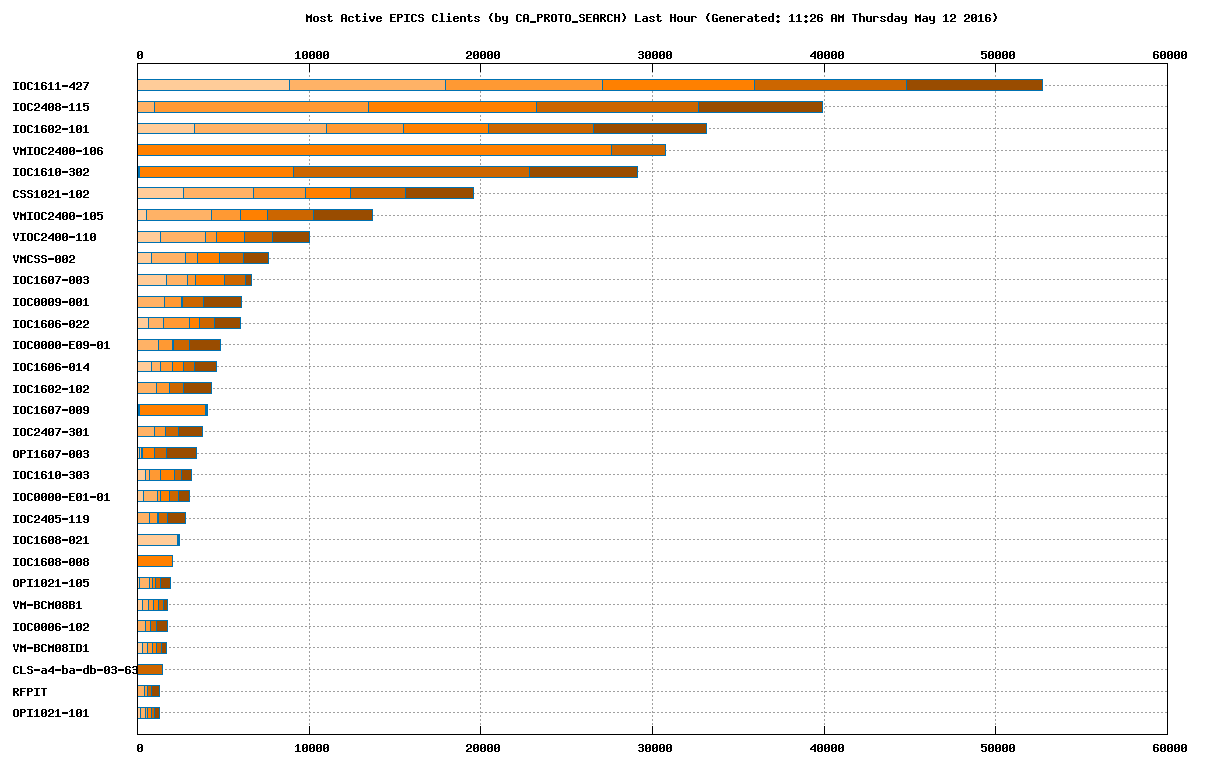 Most Active EPICS Clients (by CA_PROTO_SEARCH) Last Hour (Generated: 11:26 AM Thursday May 12 2016)
0 10000 20000 30000 40000 50000 60000
IOC1611-427
IOC2408-115
IOC1602-101
VMIOC2400-106
IOC1610-302
CSS1021-102
VMIOC2400-105
VIOC2400-110
VMCSS-002
IOC1607-003
IOC0009-001
IOC1606-022
IOC0000-E09-01
IOC1606-014
IOC1602-102
IOC1607-009
IOC2407-301
OPI1607-003
IOC1610-303
IOC0000-E01-01
IOC2405-119
IOC1608-021
IOC1608-008
OPI1021-105
VM-BCM08B1
IOC0006-102
VM-BCM08ID1
CLS-a4-ba-db-03-63
RFPIT
OPI1021-101
0 10000 20000 30000 40000 50000 60000